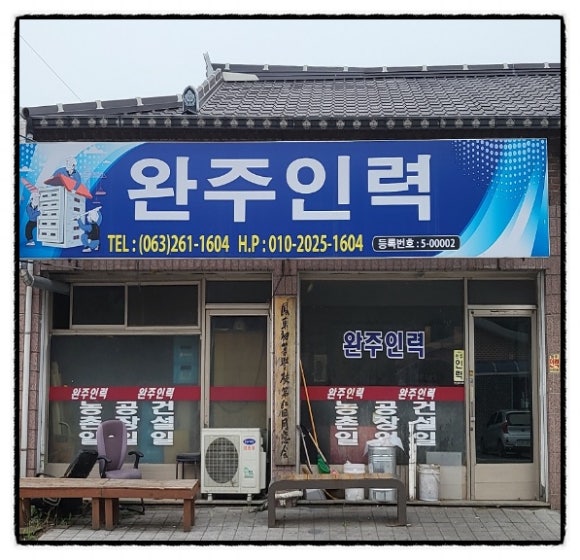 완주인력
TEL : (063)261-1604 H.P : 010-2025-1604 등록번호 : 5-00002
완주인력
완주인력 완주인력
농촌일 공장일 건설일
완주인력 완주인력
농촌일 공장일 건설일